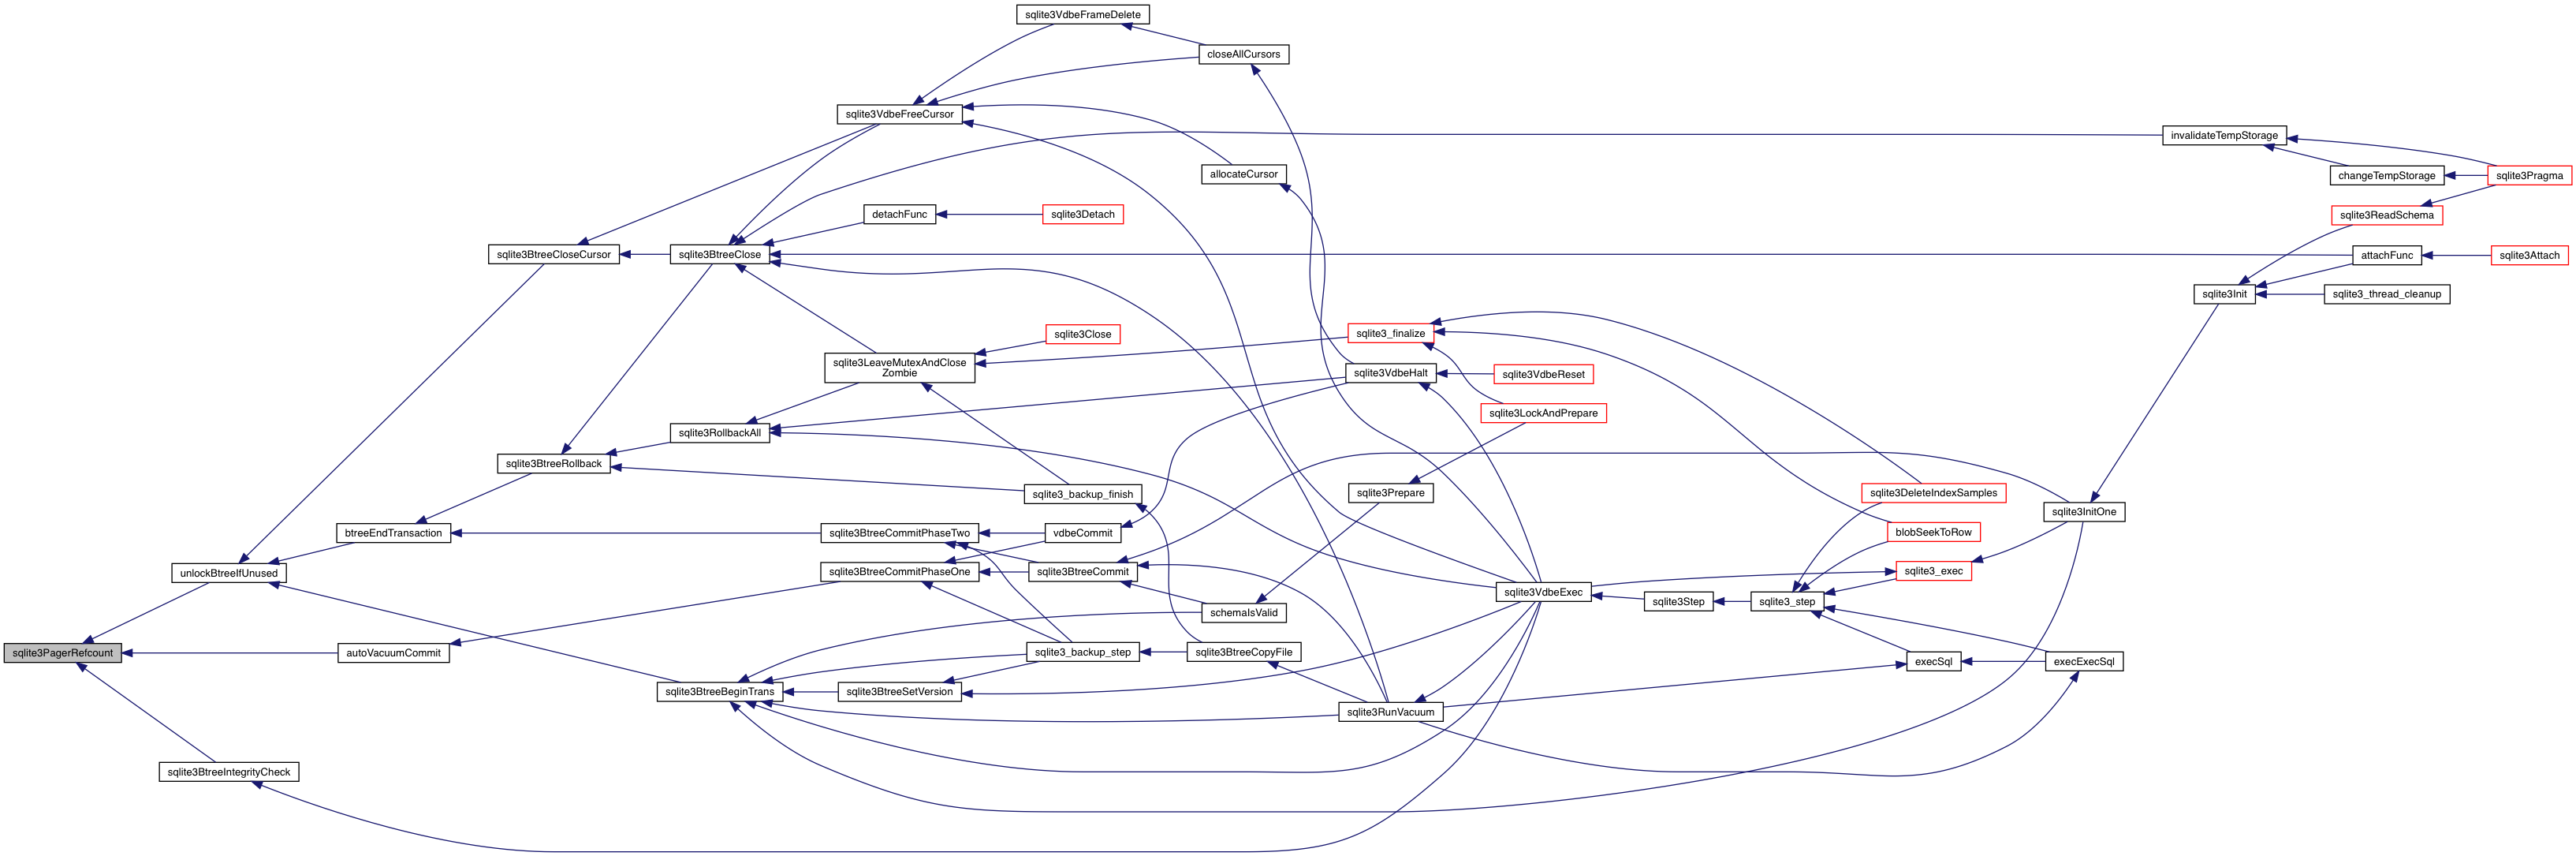 sqlite3VdbeFrameDelete
closeAllCursors
sqlite3VdbeFreeCursor
invalidateTempStorage
allocateCursor
changeTempStorage
sqlite3Pragma
detachFunc
sqlite3Detach
sqlite3ReadSchema
sqlite3BtreeCloseCursor
sqlite3BtreeClose
attachFunc
sqlite3Attach
sqlite3Init
sqlite3_thread_cleanup
sqlite3Close
sqlite3_finalize
sqlite3LeaveMutexAndClose
Zombie
sqlite3VdbeHalt
sqlite3VdbeReset
sqlite3LockAndPrepare
sqlite3RollbackAll
sqlite3BtreeRollback
sqlite3_backup_finish
sqlite3Prepare
sqlite3DeleteIndexSamples
sqlite3InitOne
btreeEndTransaction
sqlite3BtreeCommitPhaseTwo
vdbeCommit
blobSeekToRow
unlockBtreeIfUnused
sqlite3BtreeCommitPhaseOne
sqlite3BtreeCommit
sqlite3_exec
sqlite3VdbeExec
sqlite3Step
sqlite3_step
schemaIsValid
sqlite3PagerRefcount
autoVacuumCommit
sqlite3_backup_step
sqlite3BtreeCopyFile
execSql
execExecSql
sqlite3BtreeBeginTrans
sqlite3BtreeSetVersion
sqlite3RunVacuum
sqlite3BtreeIntegrityCheck